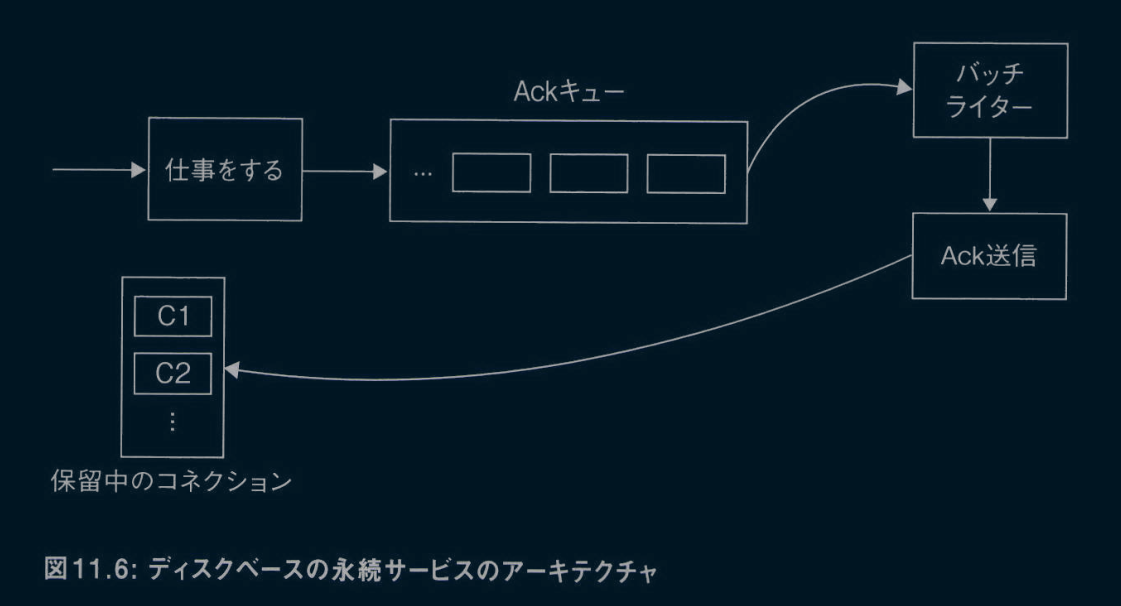 Ackキュー
バッチ
ライター
仕事をする
...
Ack送信
C1
C2
⋮
保留中のコネクション
図11.6: ディスクベースの永続サービスのアーキテクチャ